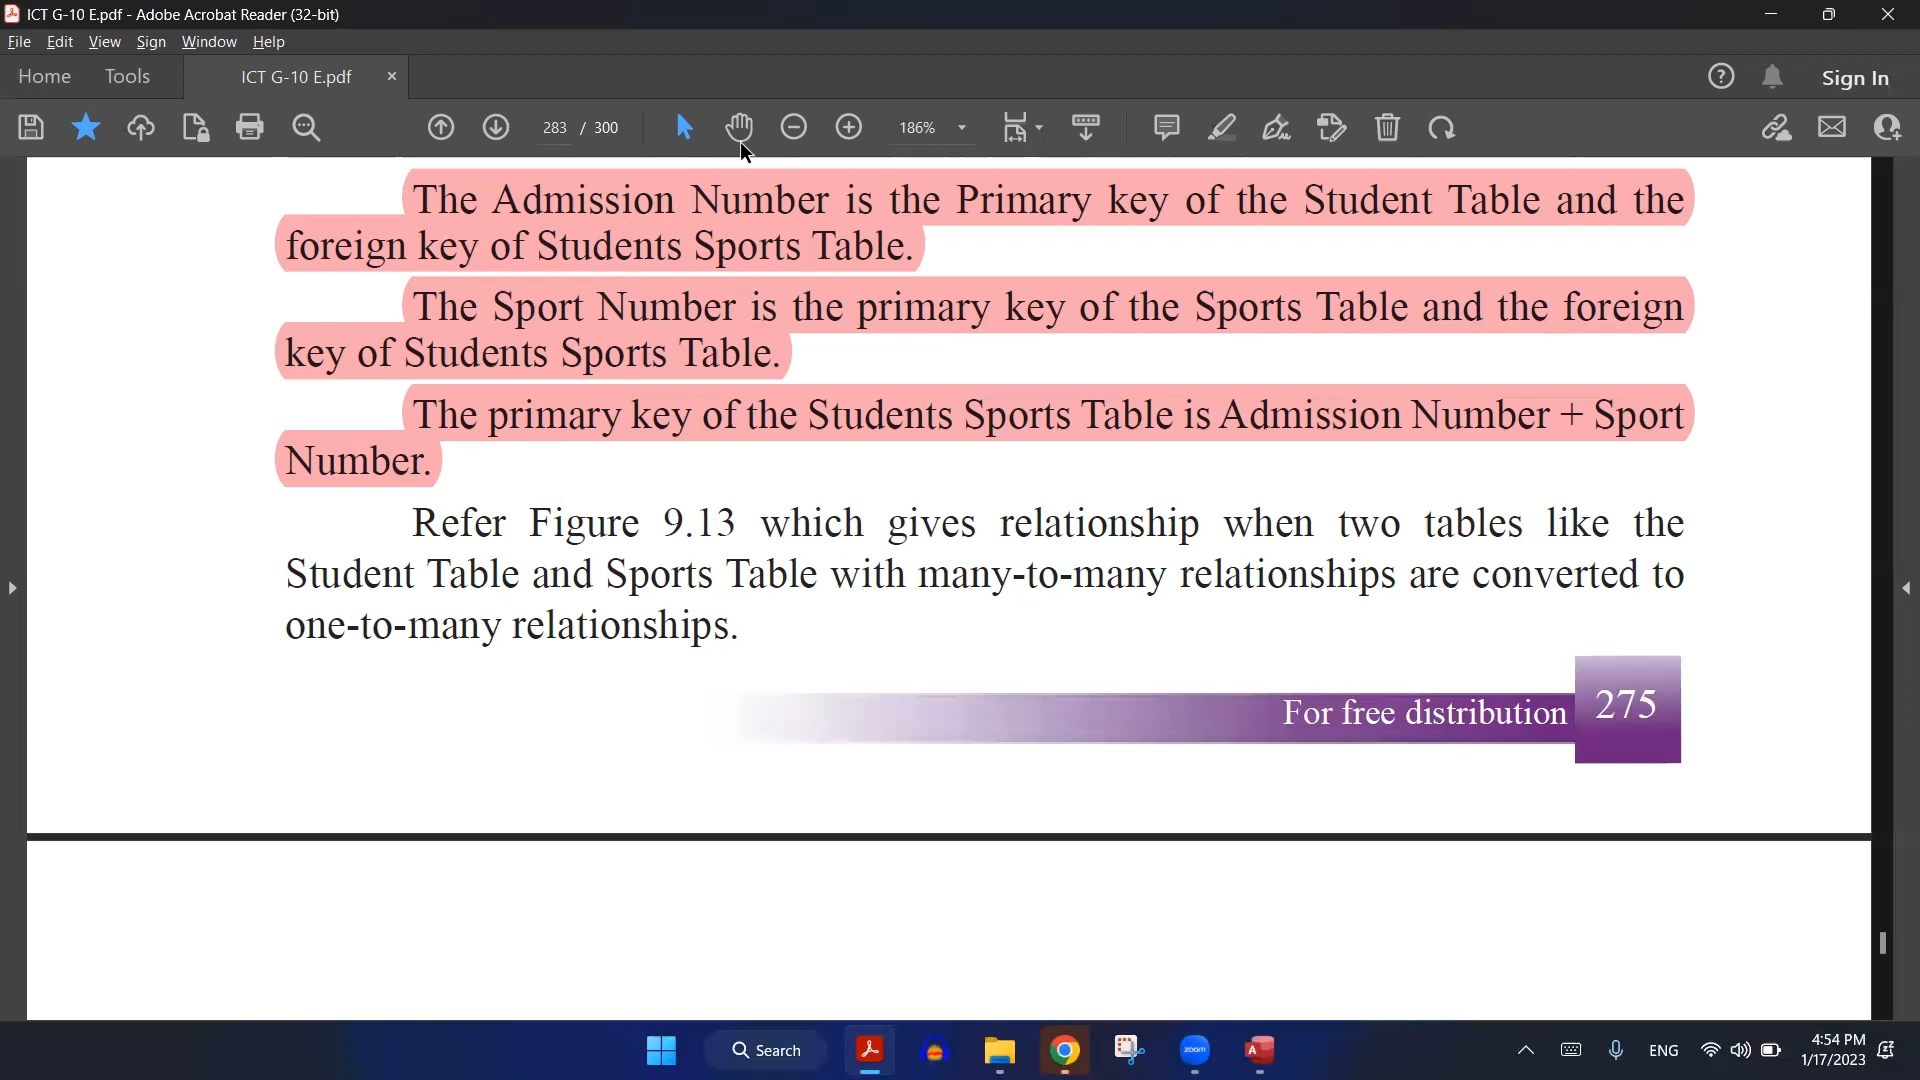 ICT G-10 E.pdf - Adobe Acrobat Reader (32-bit)
File Edit View Sign Window Help
Home Tools ICT G-10 E.pdf Sign In
283 / 300 186%
The Admission Number is the Primary key of the Student Table and the
foreign key of Students Sports Table.
The Sport Number is the primary key of the Sports Table and the foreign
key of Students Sports Table.
The primary key of the Students Sports Table is Admission Number + Sport
Number.
Refer Figure 9.13 which gives relationship when two tables like the
Student Table and Sports Table with many-to-many relationships are converted to
one-to-many relationships.
For free distribution 275
Search zoom A ENG 4:54 PM
1/17/2023